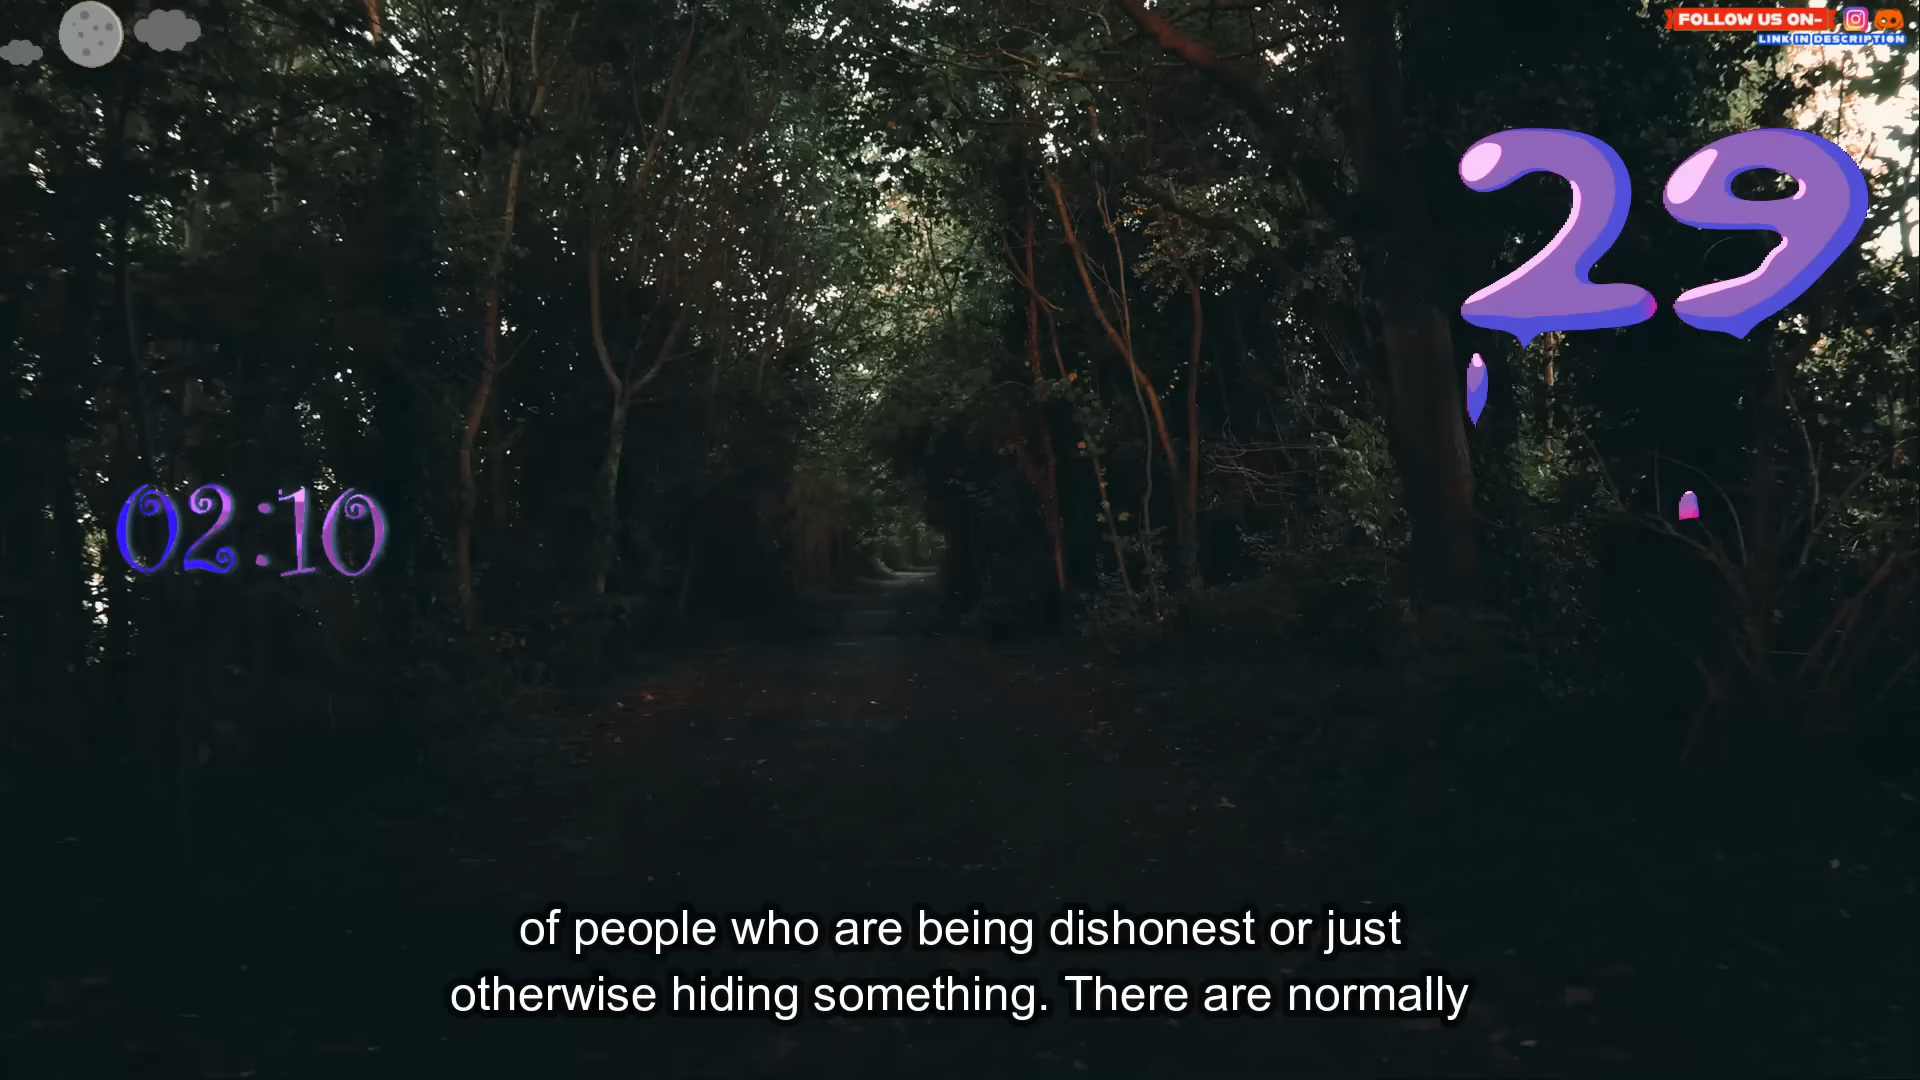 FOLLOW US ON-
LINK IN DESCRIPTION
29
02:10
of people who are being dishonest or just
otherwise hiding something. There are normally